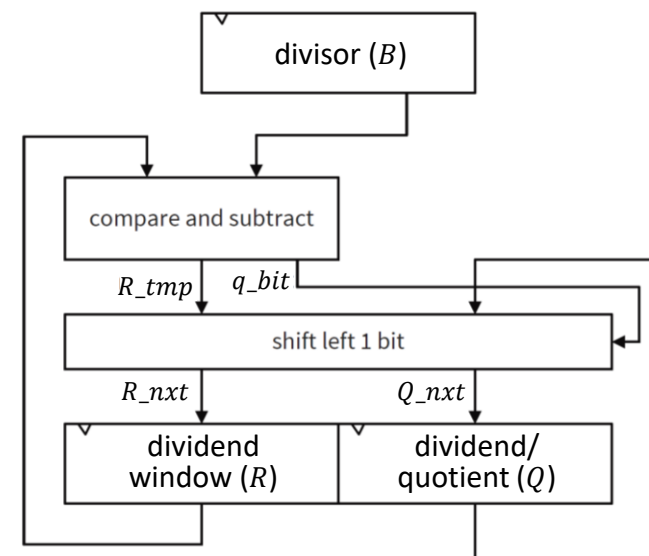 divisor (B)
compare and subtract
R_tmp
q_bit
shift left 1 bit
R_nxt
Q_nxt
dividend
window (R)
dividend/
quotient (Q)